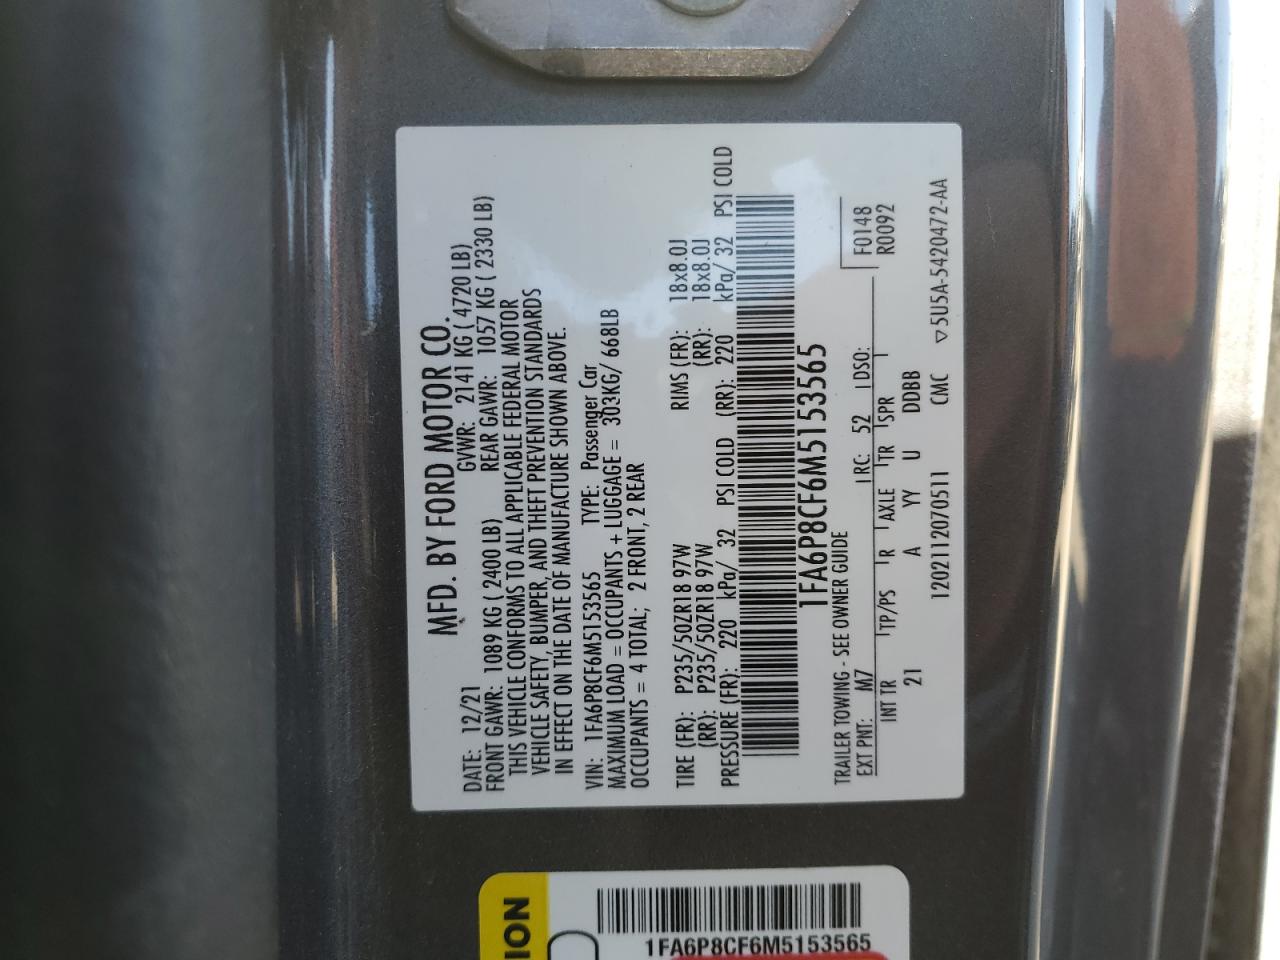 MFD. BY FORD MOTOR CO.
DATE: 12/21 GVWR: 2141 KG ( 4720 LB)
FRONT GAWR: 1089 KG ( 2400 LB) REAR GAWR: 1057 KG ( 2330 LB)
THIS VEHICLE CONFORMS TO ALL APPLICABLE FEDERAL MOTOR
VEHICLE SAFETY, BUMPER, AND THEFT PREVENTION STANDARDS
IN EFFECT ON THE DATE OF MANUFACTURE SHOWN ABOVE.
VIN: 1FA6P8CF6M5153565 TYPE: Passenger Car
MAXIMUM LOAD = OCCUPANTS + LUGGAGE = 303KG/ 668LB
OCCUPANTS = 4 TOTAL; 2 FRONT, 2 REAR
TIRE (FR): P235/50ZR18 97W RIMS (FR): 18x8.0J
(RR): P235/50ZR18 97W (RR): 18x8.0J
PRESSURE (FR): 220 kPa/ 32 PSI COLD (RR): 220 kPa/ 32 PSI COLD
1FA6P8CF6M5153565
TRAILER TOWING - SEE OWNER GUIDE
EXT PNT: M7 RC: 52 DSO: F0148
R0092
INT TR TP/PS R AXLE TR SPR
21 A YY U DDBB
1202112070511 CMC ▽5U5A-5420472-AA
ION
1FA6P8CF6M5153565